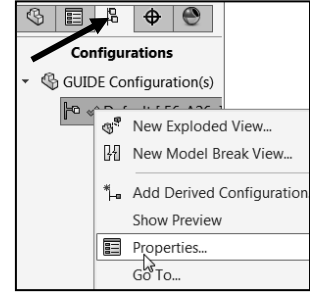 Configurations
GUIDE Configuration(s)
New Exploded View...
New Model Break View...
Add Derived Configuration
Show Preview
Properties...
Go To...